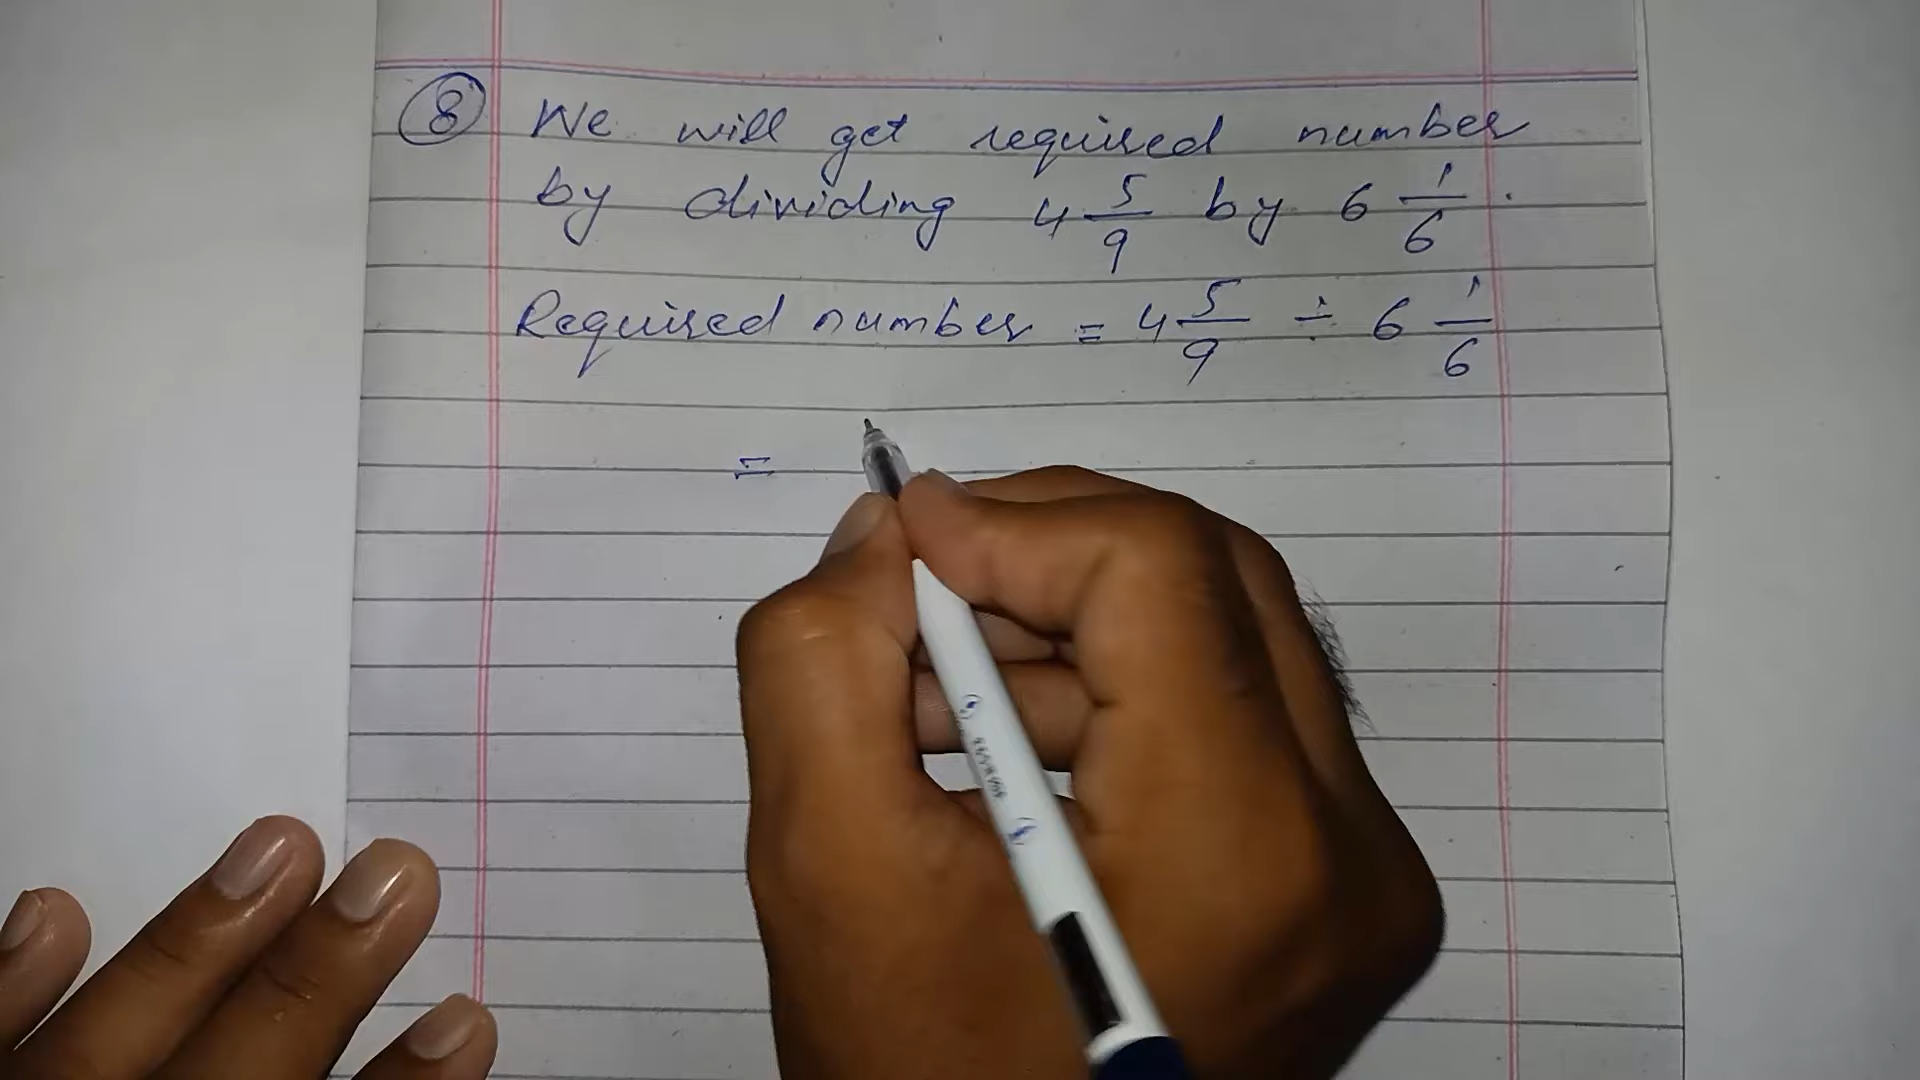 8 We will get required number
by dividing 4 5/9 by 6 1/6.
Required number = 4 5/9 ÷ 6 1/6
=